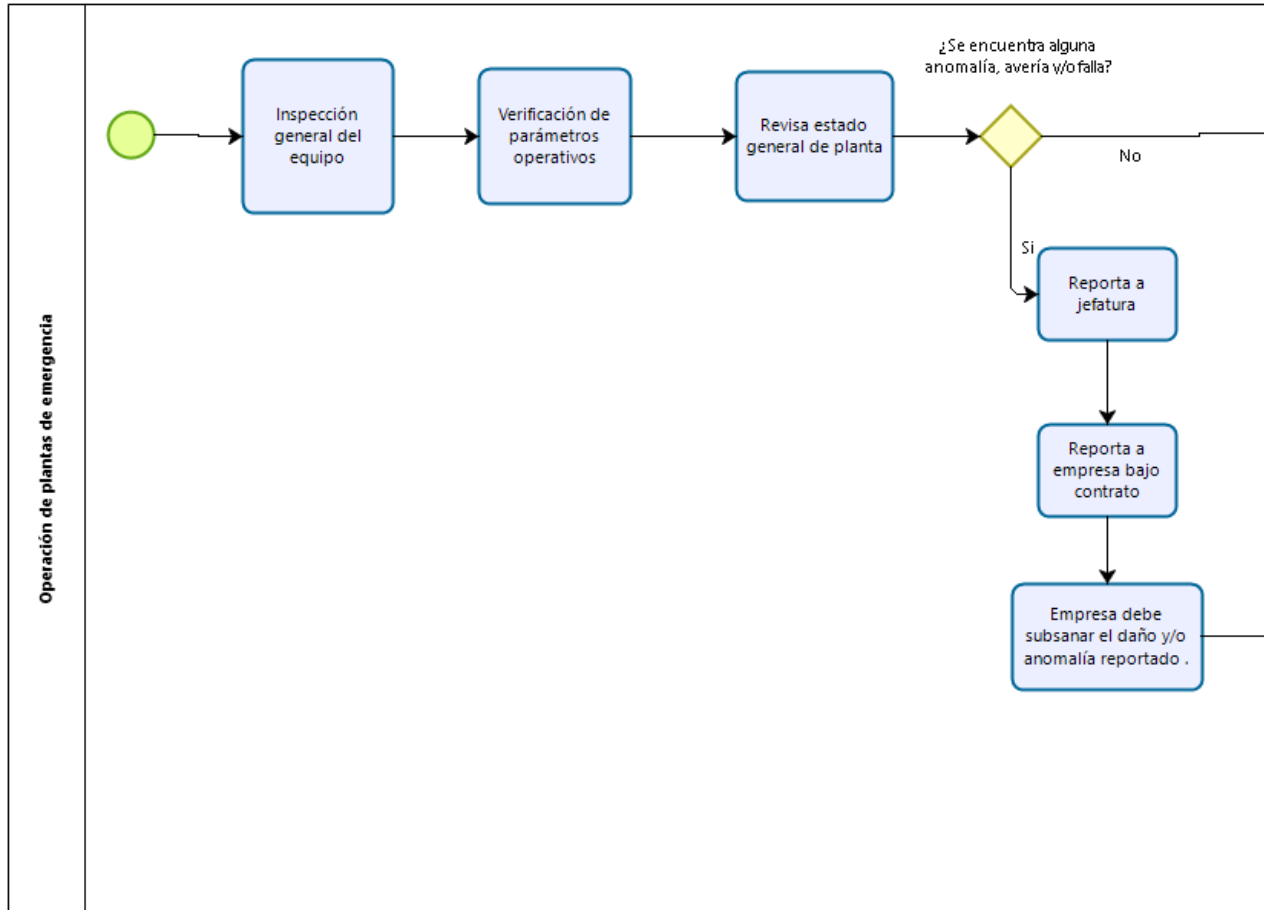 Operación de plantas de emergencia
Inspección
general del
equipo
Verificación de
parámetros
operativos
Revisa estado
general de planta
¿Se encuentra alguna
anomalía, avería y/ofalla?
No
Si
Reporta a
jefatura
Reporta a
empresa bajo
contrato
Empresa debe
subsanar el daño y/o
anomalía reportado .